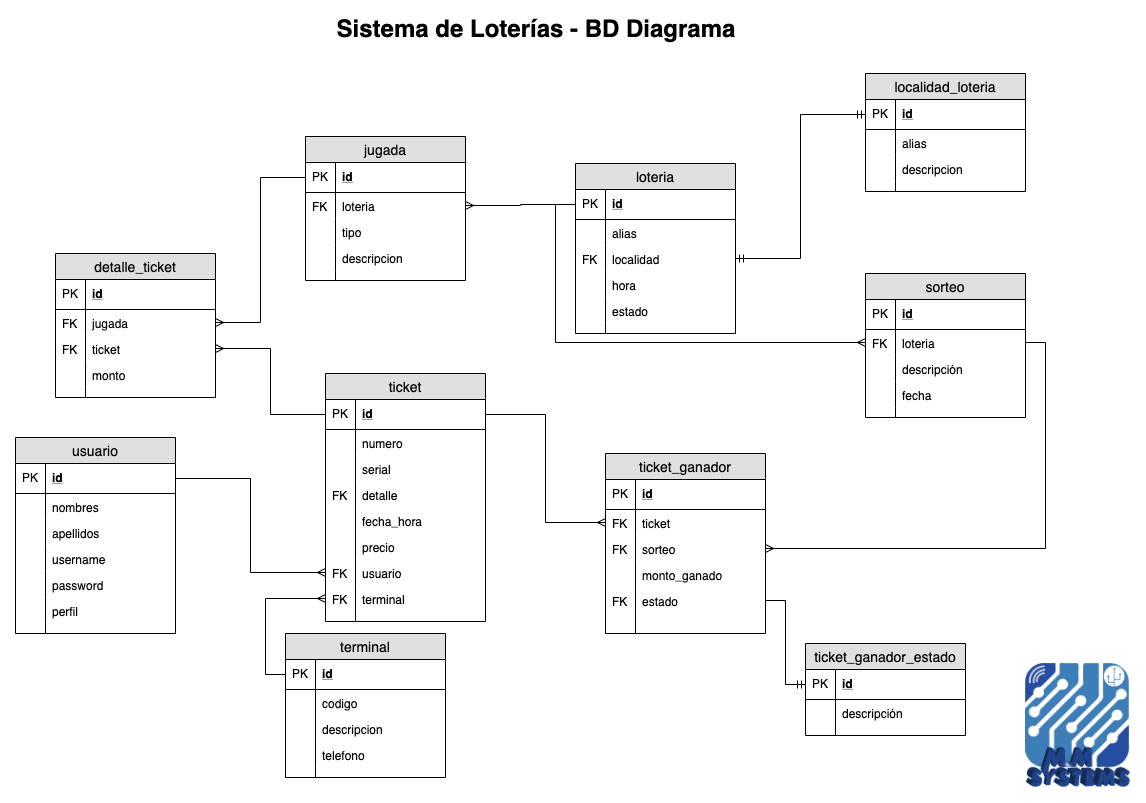 Sistema de Loterías - BD Diagrama
localidad_loteria
PK id
alias
descripcion
jugada
PK id
FK loteria
tipo
descripcion
loteria
PK id
alias
FK localidad
hora
estado
detalle_ticket
PK id
FK jugada
FK ticket
monto
sorteo
PK id
FK loteria
descripción
fecha
ticket
PK id
numero
serial
FK detalle
fecha_hora
precio
FK usuario
FK terminal
usuario
PK id
nombres
apellidos
username
password
perfil
ticket_ganador
PK id
FK ticket
FK sorteo
monto_ganado
FK estado
terminal
PK id
codigo
descripcion
telefono
ticket_ganador_estado
PK id
descripción
MM
SYSTEMS